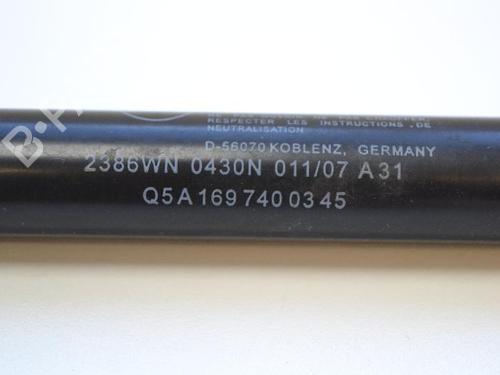 RESPECTER LES INSTRUCTIONS .DE
NEUTRALISATION
D-56070 KOBLENZ, GERMANY
2386WN 0430N 011/07 A31
Q5A 169 740 03 45